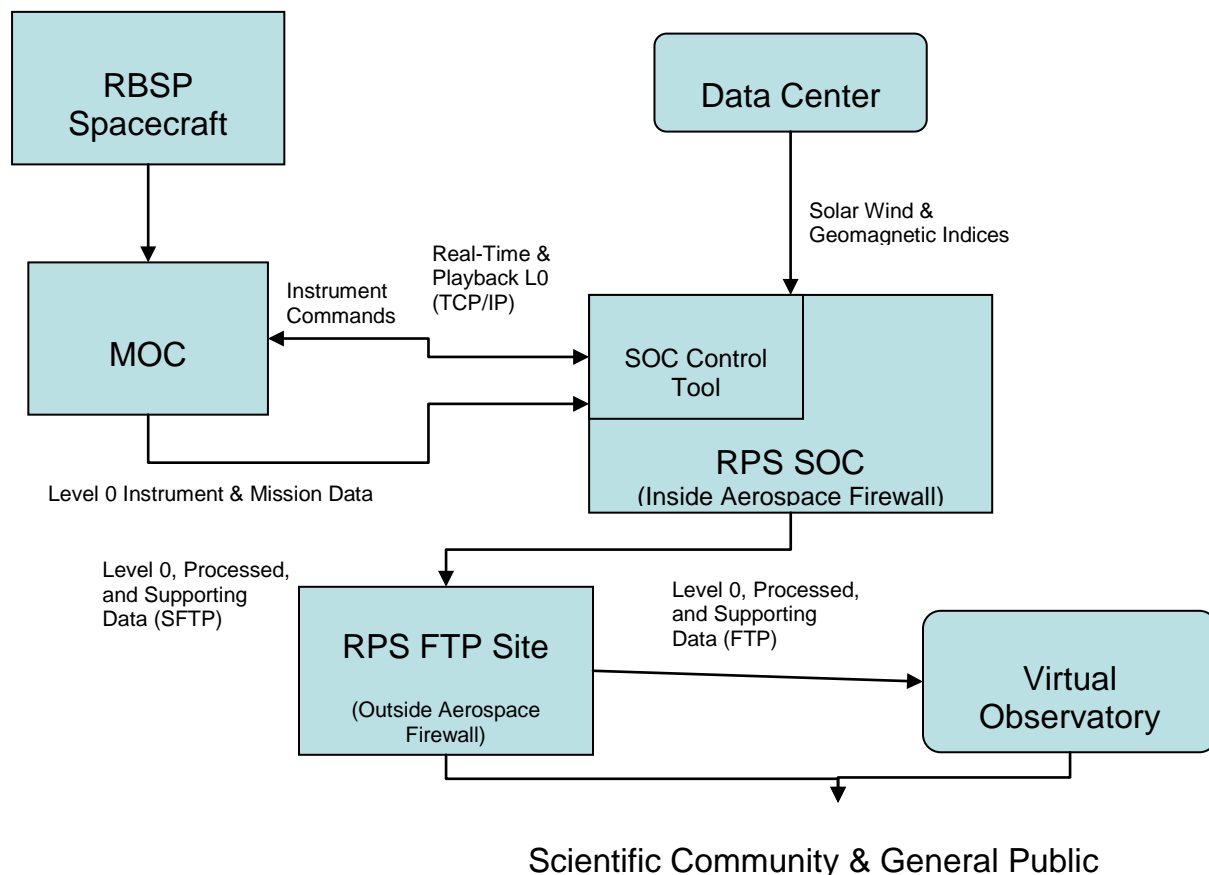 RBSP
Spacecraft
Data Center
Solar Wind &
Geomagnetic Indices
Real-Time &
Playback L0
(TCP/IP)
Instrument
Commands
MOC
SOC Control
Tool
RPS SOC
(Inside Aerospace Firewall)
Level 0 Instrument & Mission Data
Level 0, Processed,
and Supporting
Data (SFTP)
Level 0, Processed,
and Supporting
Data (FTP)
RPS FTP Site
(Outside Aerospace
Firewall)
Virtual
Observatory
Scientific Community & General Public